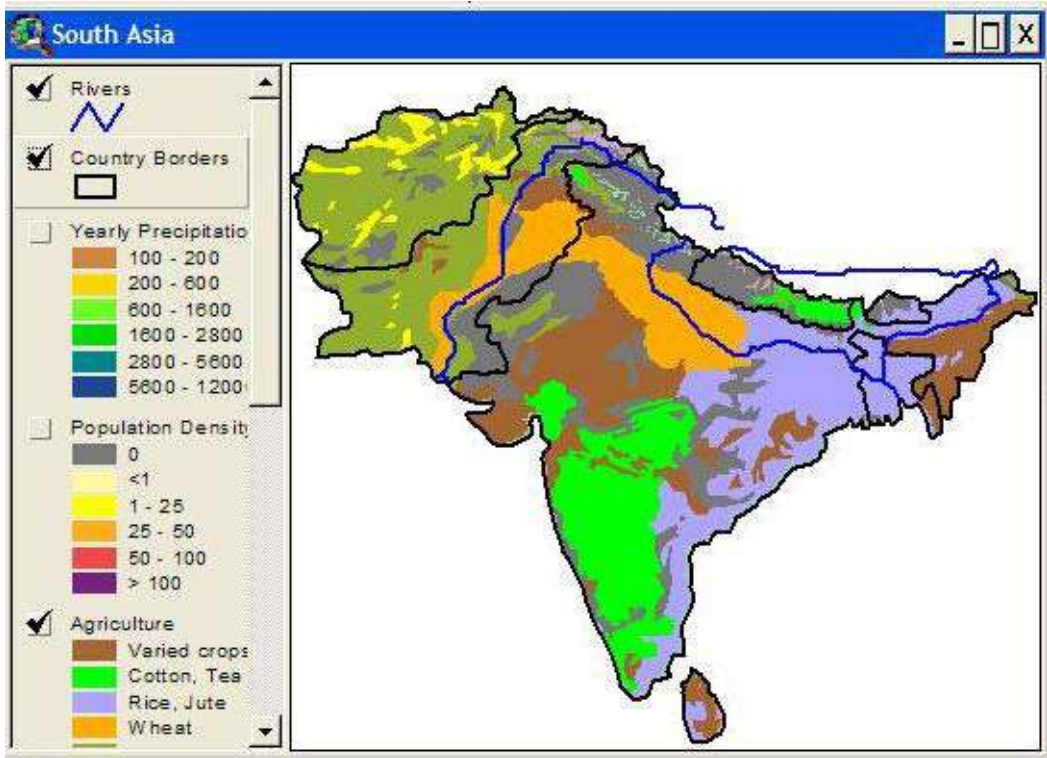 South Asia
Rivers
Country Borders
Yearly Precipitatio
100 - 200
200 - 600
600 - 1600
1600 - 2800
2800 - 5600
5600 - 1200
Population Densit
0
<1
1 - 25
25 - 50
50 - 100
> 100
Agriculture
Varied crops
Cotton, Tea
Rice, Jute
Wheat